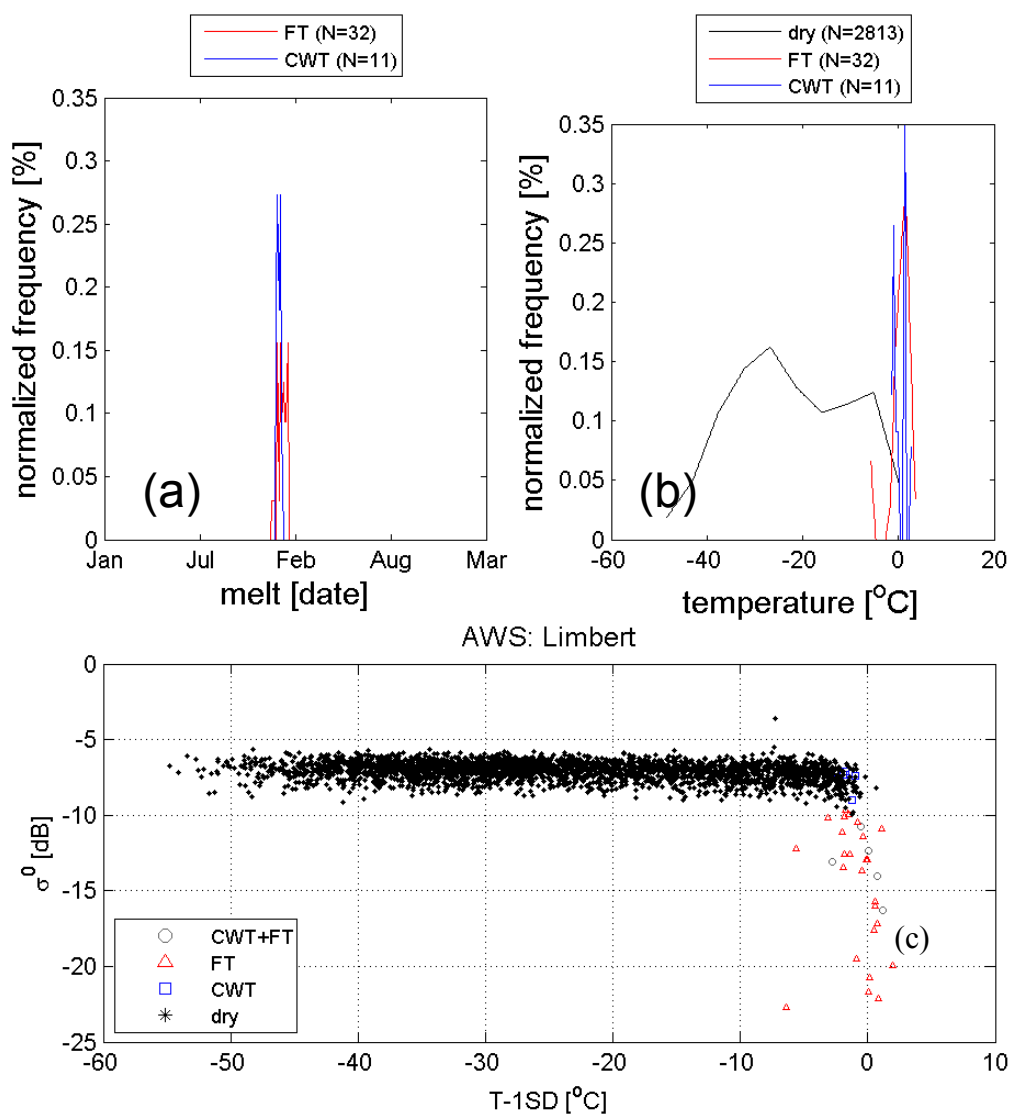 FT (N=32)
CWT (N=11)
dry (N=2813)
FT (N=32)
CWT (N=11)
normalized frequency [%]
0.35
0.3
0.25
0.2
0.15
0.1
0.05
0
(a)
Jan Jul Feb Aug Mar
melt [date]
normalized frequency [%]
0.35
0.3
0.25
0.2
0.15
0.1
0.05
0
(b)
-60 -40 -20 0 20
temperature [°C]
AWS: Limbert
σ⁰ [dB]
0
-5
-10
-15
-20
-25
CWT+FT
FT
CWT
dry
(c)
-60 -50 -40 -30 -20 -10 0 10
T-1SD [°C]